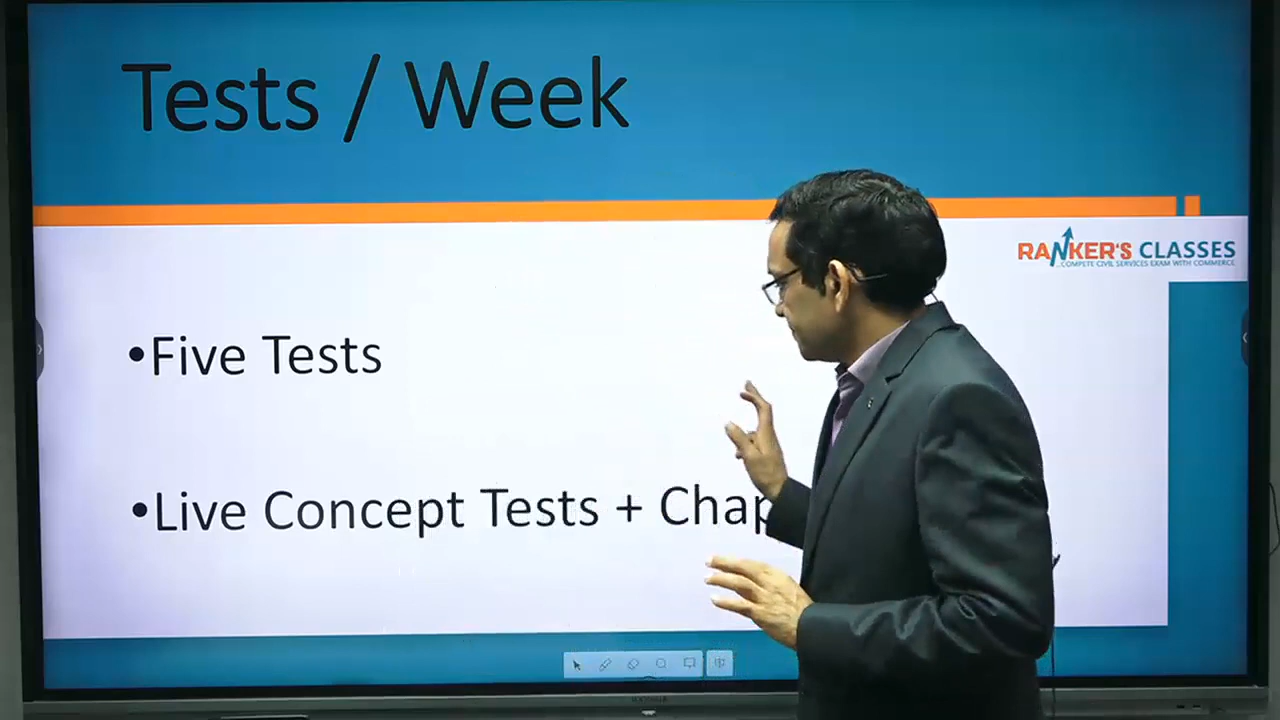 Tests / Week
RANKER'S CLASSES
...COMPETE CIVIL SERVICES EXAM WITH COMMERCE
•Five Tests
•Live Concept Tests + Chap